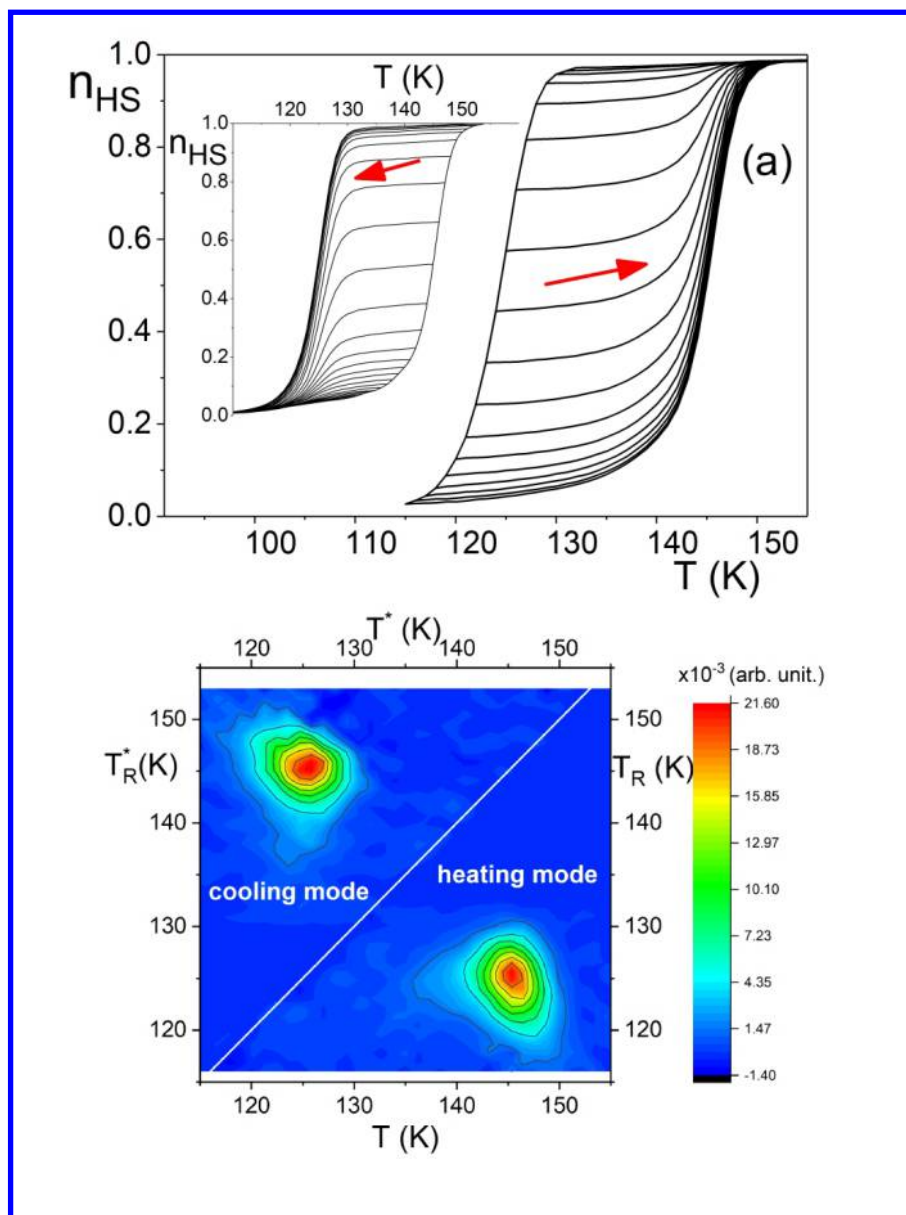 1.0
n_HS
0.8
0.6
0.4
0.2
0.0
T (K)
120 130 140 150
1.0
n_HS
0.8
0.6
0.4
0.2
0.0
(a)
100 110 120 130 140 150
T (K)
T* (K)
120 130 140 150
x10⁻³ (arb. unit.)
150
T*_R(K)
140
130
120
150
T_R (K)
140
130
120
cooling mode
heating mode
120 130 140 150
T (K)
21.60
18.73
15.85
12.97
10.10
7.23
4.35
1.47
-1.40